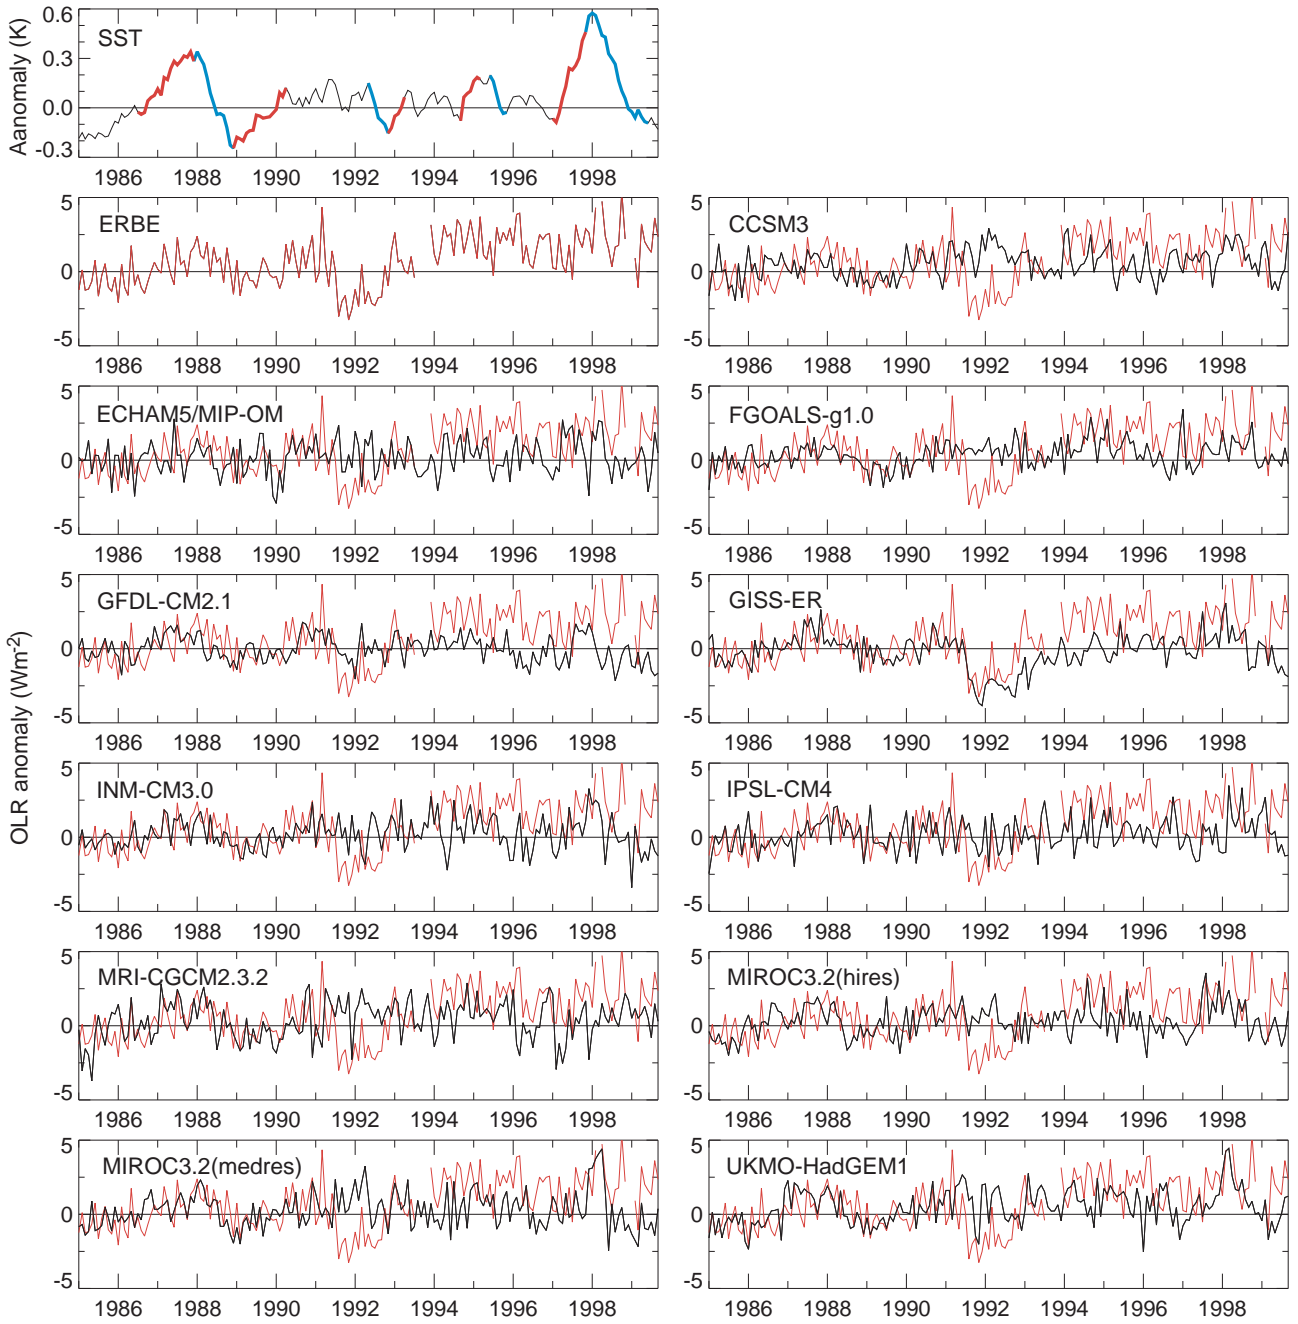 Aanomaly (K)
0.6
0.3
0.0
-0.3
SST
1986 1988 1990 1992 1994 1996 1998
OLR anomaly (Wm-2)
5
0
-5
ERBE
1986 1988 1990 1992 1994 1996 1998
5
0
-5
CCSM3
1986 1988 1990 1992 1994 1996 1998
5
0
-5
ECHAM5/MIP-OM
1986 1988 1990 1992 1994 1996 1998
5
0
-5
FGOALS-g1.0
1986 1988 1990 1992 1994 1996 1998
5
0
-5
GFDL-CM2.1
1986 1988 1990 1992 1994 1996 1998
5
0
-5
GISS-ER
1986 1988 1990 1992 1994 1996 1998
5
0
-5
INM-CM3.0
1986 1988 1990 1992 1994 1996 1998
5
0
-5
IPSL-CM4
1986 1988 1990 1992 1994 1996 1998
5
0
-5
MRI-CGCM2.3.2
1986 1988 1990 1992 1994 1996 1998
5
0
-5
MIROC3.2(hires)
1986 1988 1990 1992 1994 1996 1998
5
0
-5
MIROC3.2(medres)
1986 1988 1990 1992 1994 1996 1998
5
0
-5
UKMO-HadGEM1
1986 1988 1990 1992 1994 1996 1998